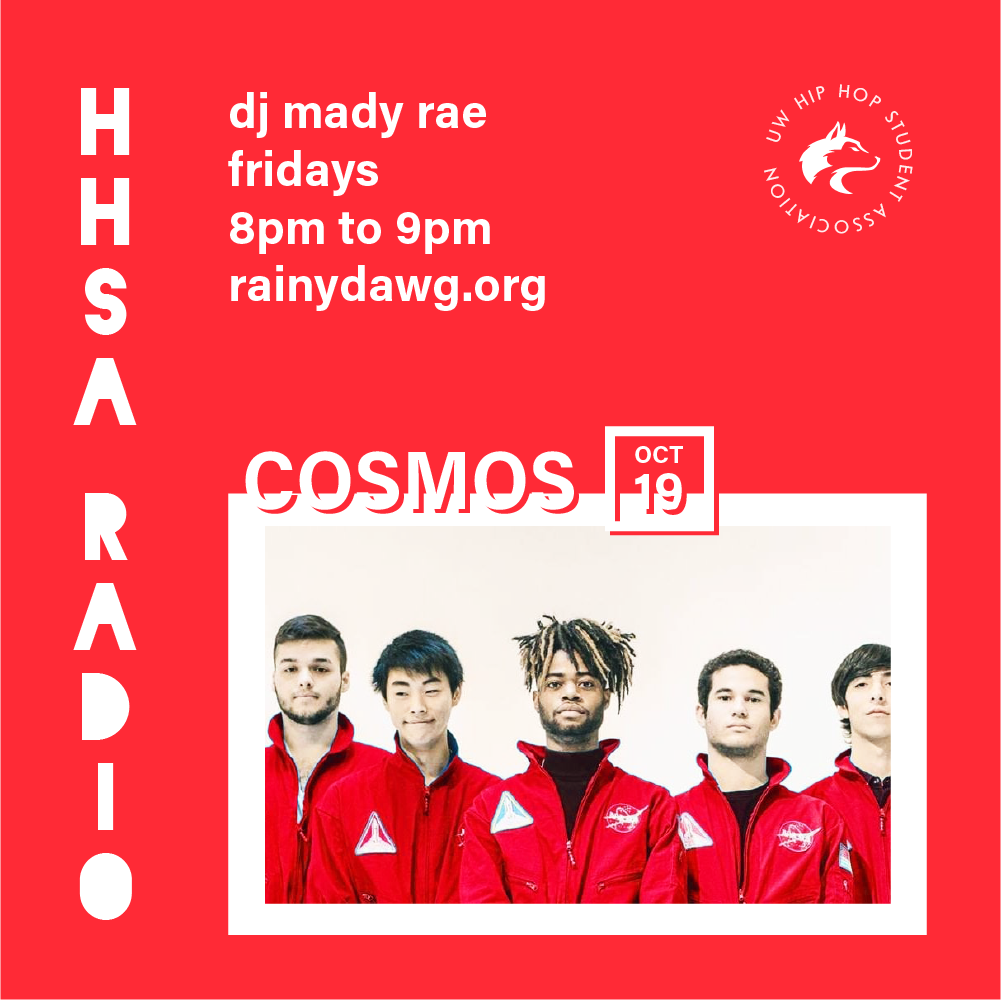 HHSA RADIO
dj mady rae
fridays
8pm to 9pm
rainydawg.org
UW HIP HOP STUDENT ASSOCIATION
COSMOS
OCT
19